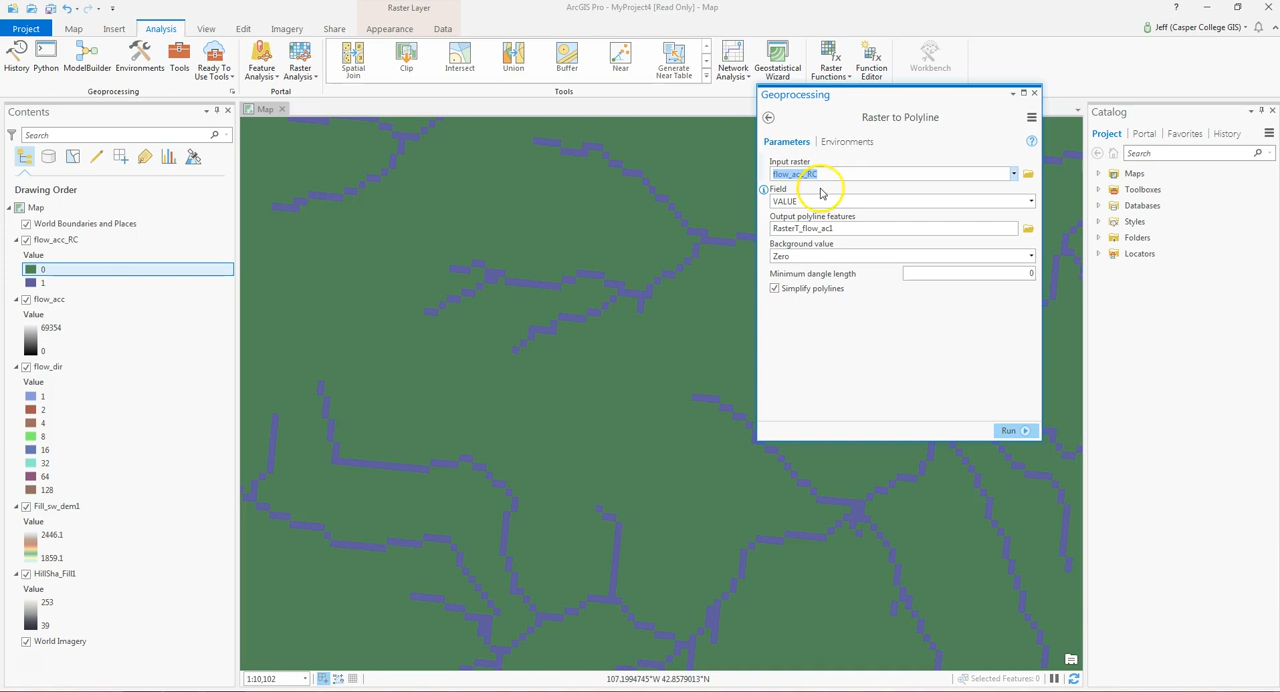 Raster Layer
ArcGIS Pro - MyProject4 [Read Only] - Map
Project
Map
Insert
Analysis
View
Edit
Imagery
Share
Appearance
Data
Jeff (Casper College GIS)
History
Python
ModelBuilder
Environments
Tools
Ready To
Use Tools
Feature
Analysis
Raster
Analysis
Spatial
Join
Clip
Intersect
Union
Buffer
Near
Generate
Near Table
Network
Analysis
Geostatistical
Wizard
Raster
Functions
Function
Editor
Workbench
Geoprocessing
Portal
Tools
Contents
Search
Drawing Order
Map
World Boundaries and Places
flow_acc_RC
Value
0
1
flow_acc
Value
69354
0
flow_dir
Value
1
2
4
8
16
32
64
128
Fill_sw_dem1
Value
2446.1
1859.1
HillSha_Fill1
Value
253
39
World Imagery
Map
Geoprocessing
Raster to Polyline
Parameters
Environments
Input raster
flow_acc_RC
Field
VALUE
Output polyline features
RasterT_flow_ac1
Background value
Zero
Minimum dangle length
0
Simplify polylines
Run
Catalog
Project
Portal
Favorites
History
Search
Maps
Toolboxes
Databases
Styles
Folders
Locators
1:10,102
107.1994745°W 42.8579013°N
Selected Features: 0